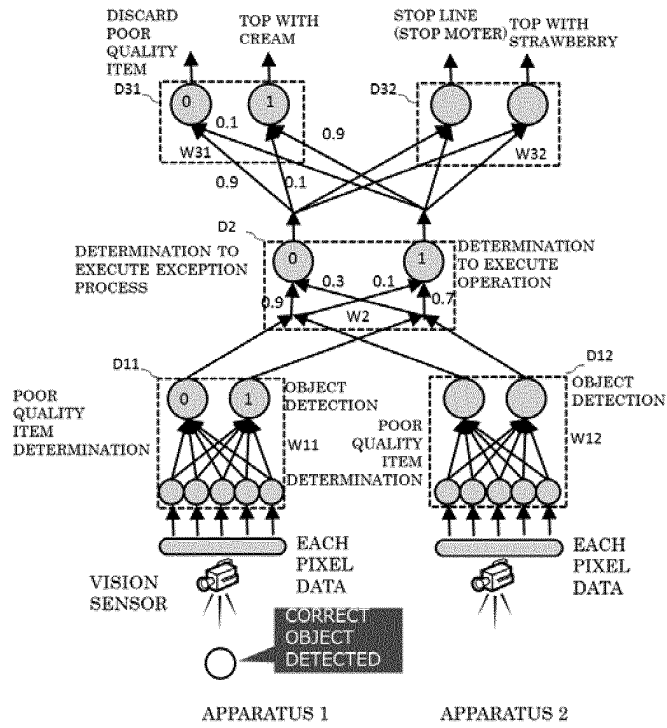 DISCARD
POOR
QUALITY
ITEM
TOP WITH
CREAM
STOP LINE
(STOP MOTER)
TOP WITH
STRAWBERRY
D31
0
1
D32
0.1
0.9
W31
W32
0.9
0.1
D2
DETERMINATION TO
EXECUTE EXCEPTION
PROCESS
0
1
DETERMINATION
TO EXECUTE
OPERATION
0.3
0.1
0.9
0.7
W2
D11
D12
POOR
QUALITY
ITEM
DETERMINATION
0
1
OBJECT
DETECTION
W11
POOR
QUALITY
ITEM
DETERMINATION
OBJECT
DETECTION
W12
VISION
SENSOR
EACH
PIXEL
DATA
EACH
PIXEL
DATA
CORRECT
OBJECT
DETECTED
APPARATUS 1
APPARATUS 2